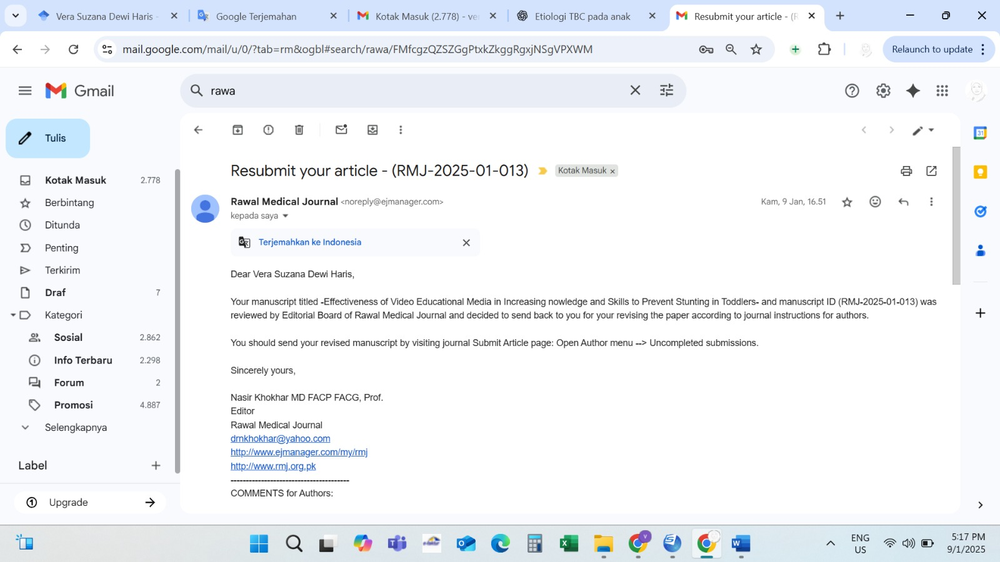 Vera Suzana Dewi Haris -
Google Terjemahan
Kotak Masuk (2.778) - ve
Etiologi TBC pada anak
Resubmit your article - (R
mail.google.com/mail/u/0/?tab=rm&ogbl#search/rawa/FMfcgzQZSZGgPtxkZkggRgxjNSgVPXWM
Relaunch to update
Gmail
rawa
Tulis
Kotak Masuk 2.778
Berbintang
Ditunda
Penting
Terkirim
Draf 7
Kategori
Sosial 2.862
Info Terbaru 2.298
Forum 2
Promosi 4.887
Selengkapnya
Label
Upgrade
Resubmit your article - (RMJ-2025-01-013)
Kotak Masuk x
Rawal Medical Journal <noreply@ejmanager.com>
Kam, 9 Jan, 16.51
kepada saya
Terjemahkan ke Indonesia
Dear Vera Suzana Dewi Haris,
Your manuscript titled -Effectiveness of Video Educational Media in Increasing nowledge and Skills to Prevent Stunting in Toddlers- and manuscript ID (RMJ-2025-01-013) was
reviewed by Editorial Board of Rawal Medical Journal and decided to send back to you for your revising the paper according to journal instructions for authors.
You should send your revised manuscript by visiting journal Submit Article page: Open Author menu --> Uncompleted submissions.
Sincerely yours,
Nasir Khokhar MD FACP FACG, Prof.
Editor
Rawal Medical Journal
drnkhokhar@yahoo.com
http://www.ejmanager.com/my/rmj
http://www.rmj.org.pk
---------------------------------------
COMMENTS for Authors:
31
ENG
US
5:17 PM
9/1/2025